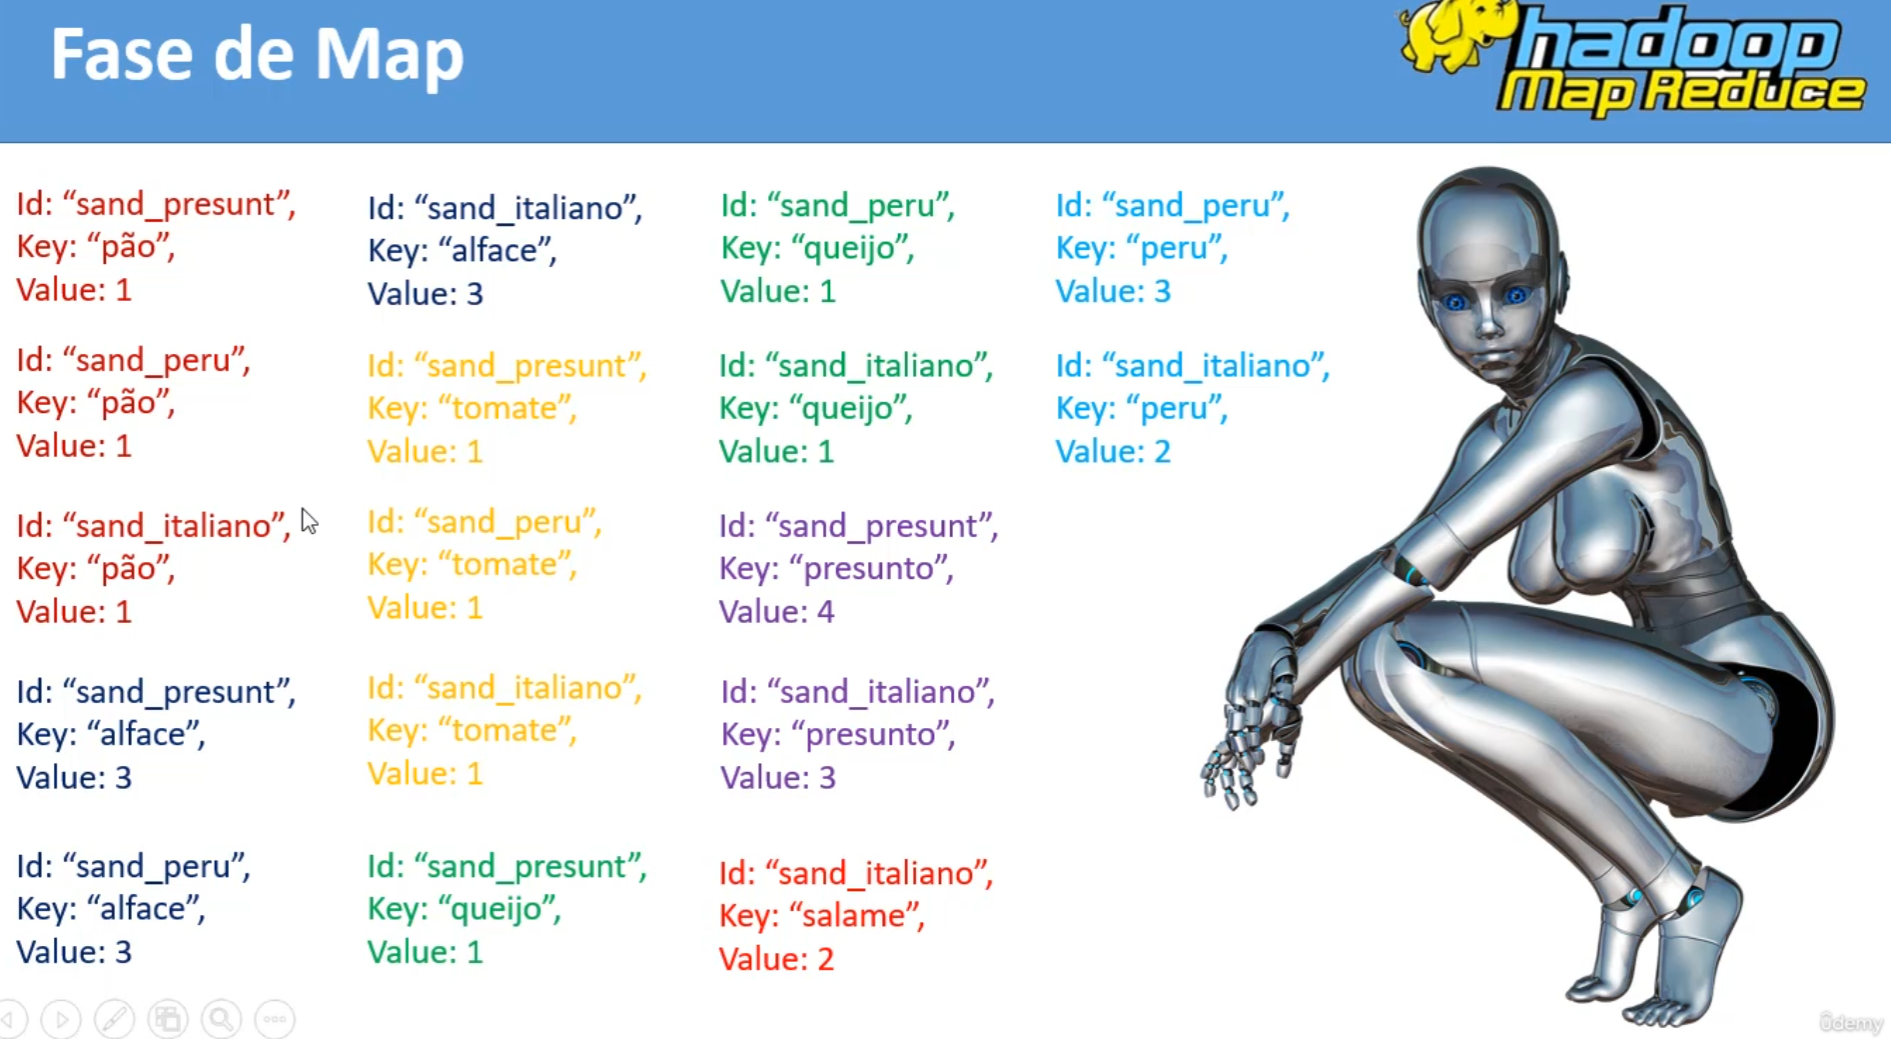 Fase de Map
hadoop
Map Reduce
Id: “sand_presunt”,
Key: “pão”,
Value: 1
Id: “sand_peru”,
Key: “pão”,
Value: 1
Id: “sand_italiano”,
Key: “pão”,
Value: 1
Id: “sand_presunt”,
Key: “alface”,
Value: 3
Id: “sand_peru”,
Key: “alface”,
Value: 3
Id: “sand_italiano”,
Key: “alface”,
Value: 3
Id: “sand_presunt”,
Key: “tomate”,
Value: 1
Id: “sand_peru”,
Key: “tomate”,
Value: 1
Id: “sand_italiano”,
Key: “tomate”,
Value: 1
Id: “sand_presunt”,
Key: “queijo”,
Value: 1
Id: “sand_peru”,
Key: “queijo”,
Value: 1
Id: “sand_italiano”,
Key: “queijo”,
Value: 1
Id: “sand_presunt”,
Key: “presunto”,
Value: 4
Id: “sand_italiano”,
Key: “presunto”,
Value: 3
Id: “sand_italiano”,
Key: “salame”,
Value: 2
Id: “sand_peru”,
Key: “peru”,
Value: 3
Id: “sand_italiano”,
Key: “peru”,
Value: 2
ûdemy